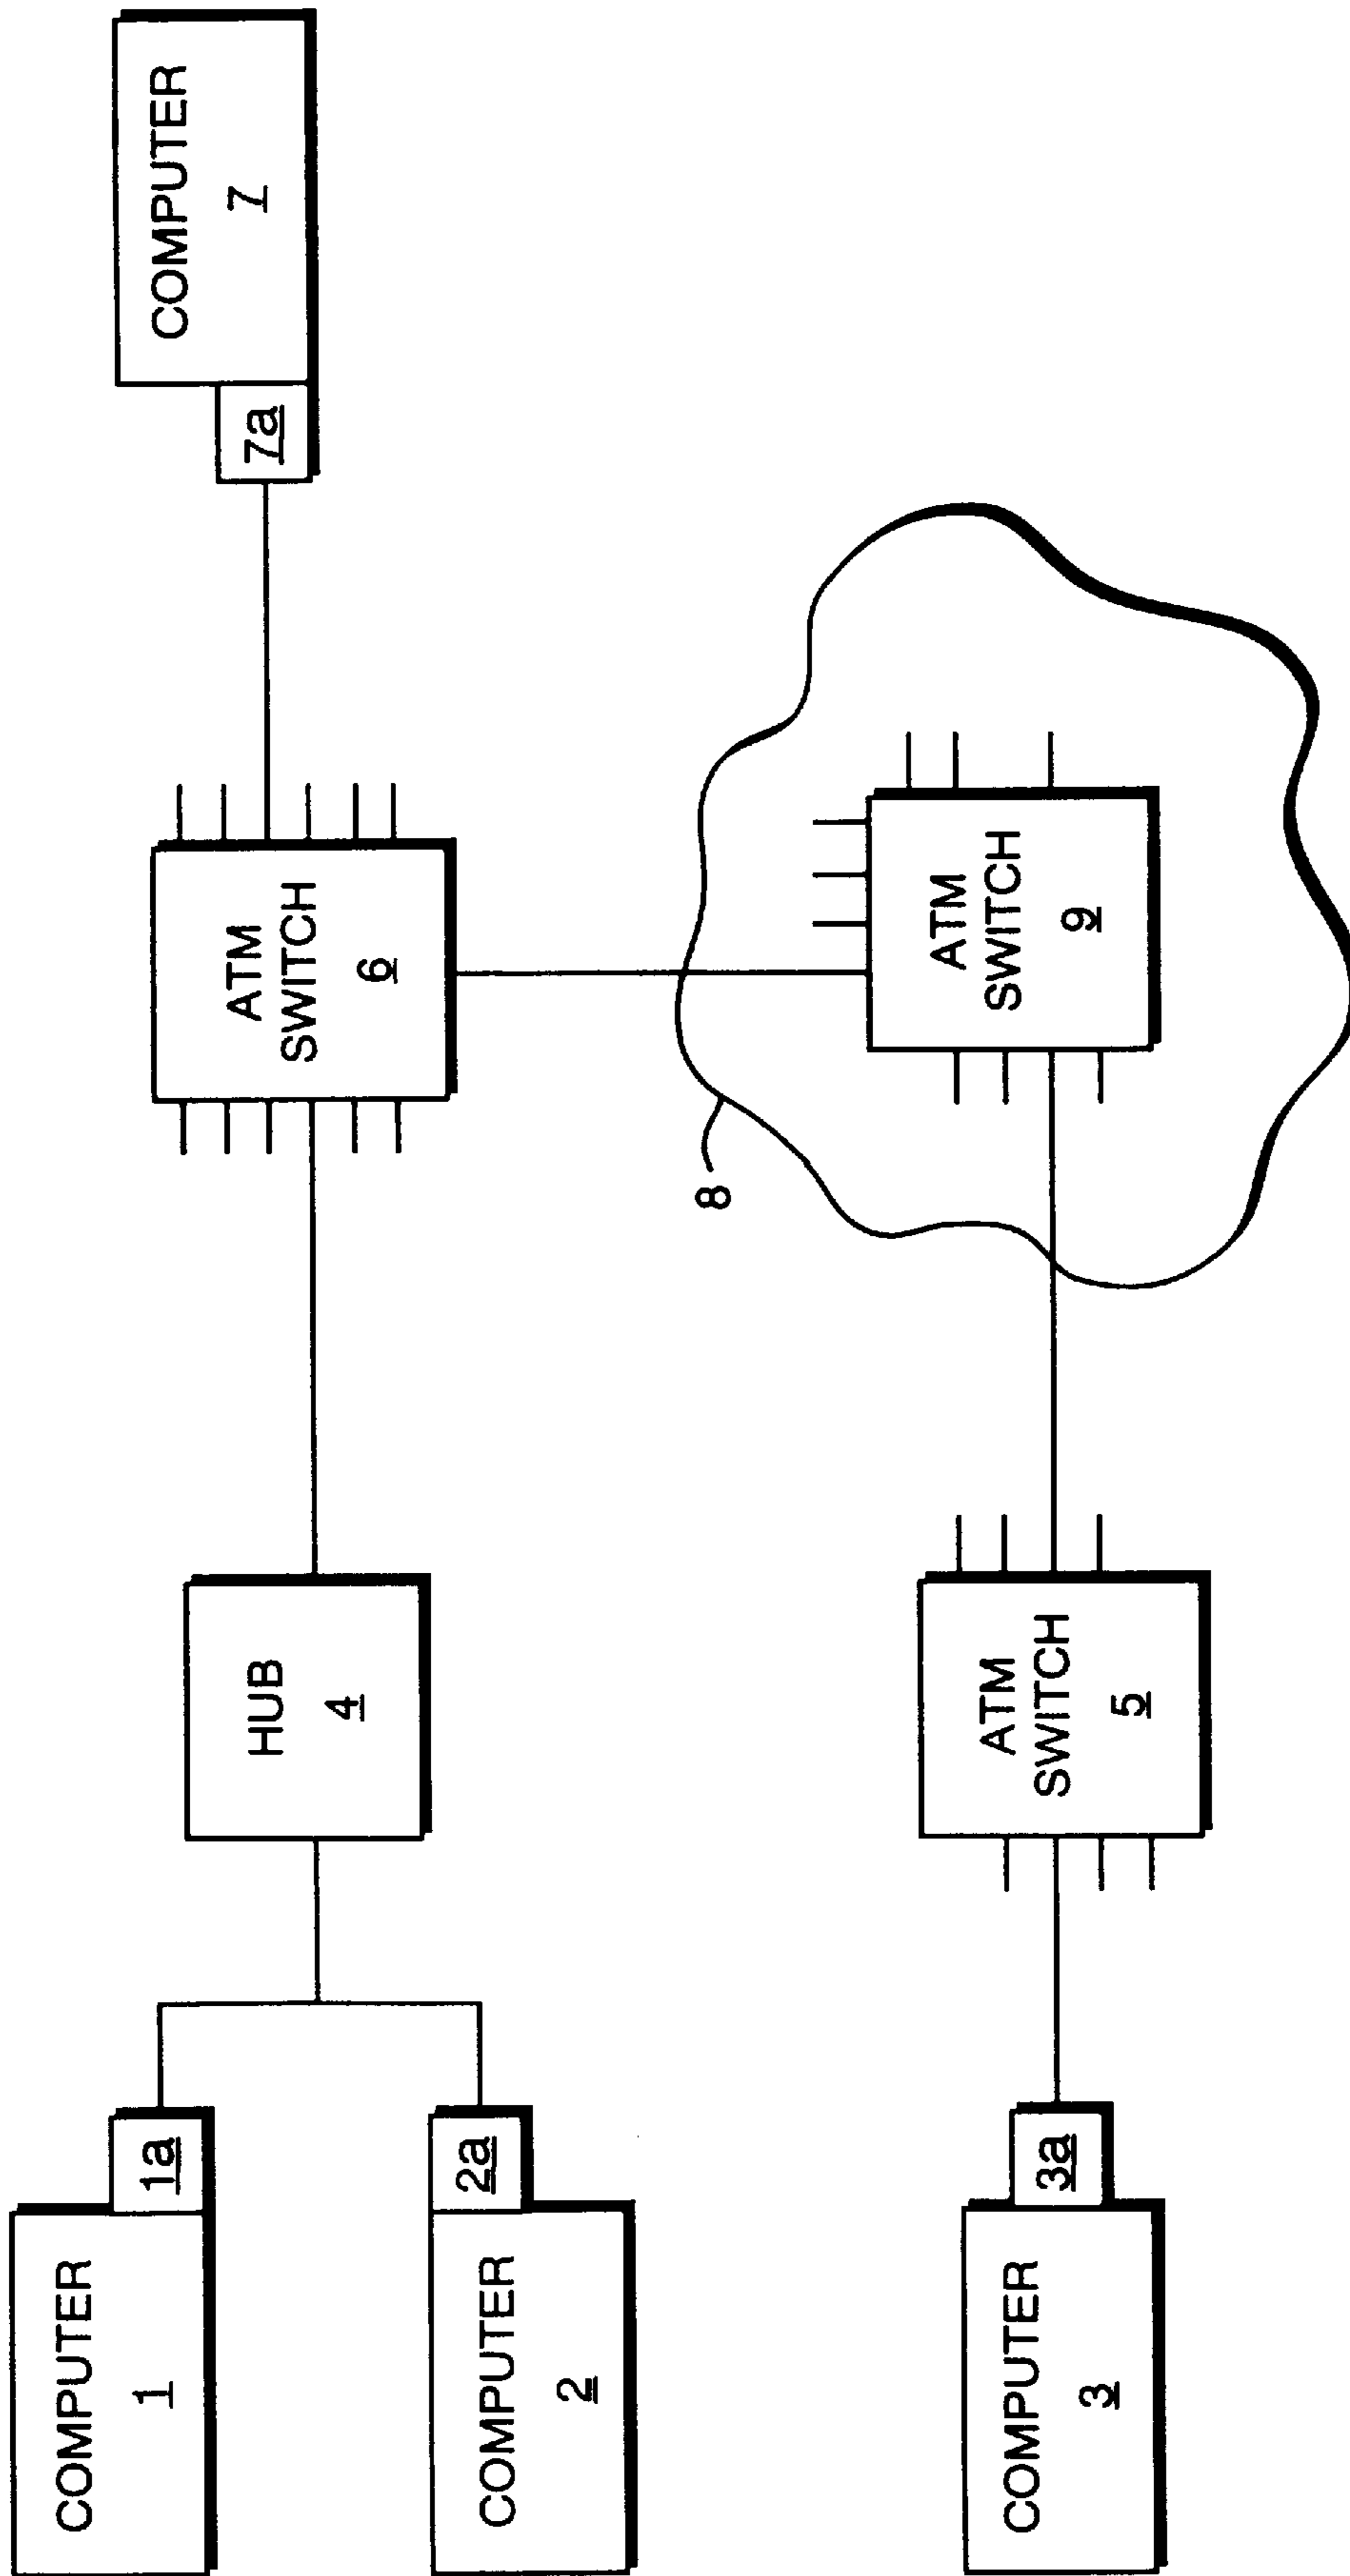 COMPUTER
1
1a
COMPUTER
2
2a
HUB
4
ATM
SWITCH
6
COMPUTER
7
7a
8
ATM
SWITCH
9
COMPUTER
3
3a
ATM
SWITCH
5